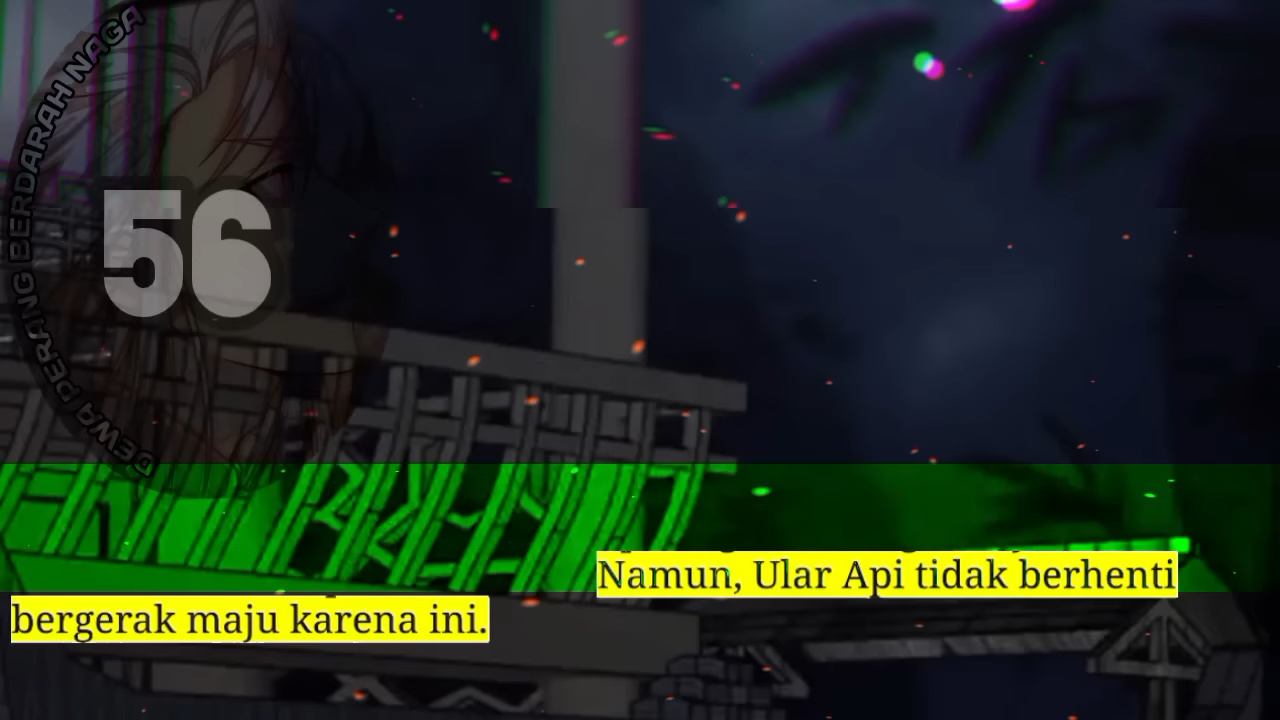 DEWA PERANG BERDARAH NAGA
56
Namun, Ular Api tidak berhenti
bergerak maju karena ini.